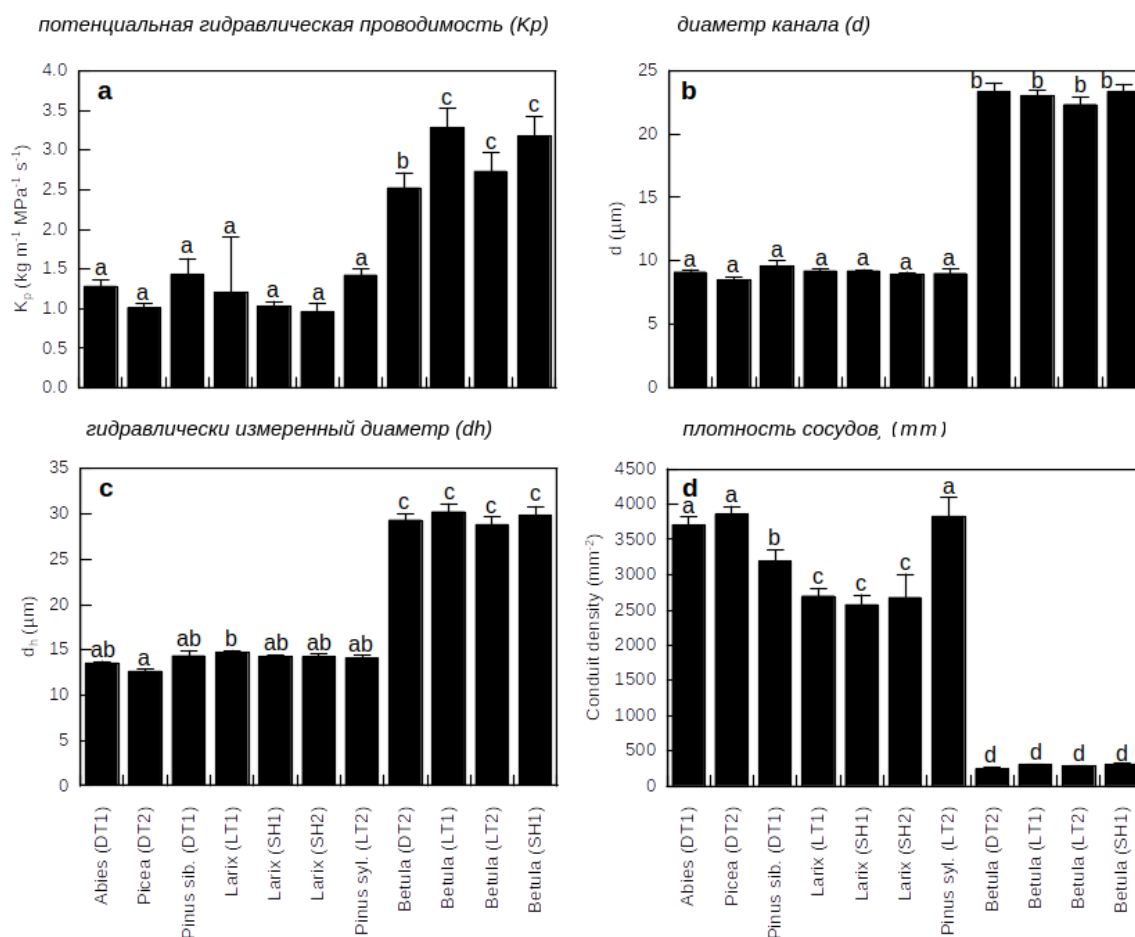 потенциальная гидравлическая проводимость (Kp)
диаметр канала (d)
a
K_p (kg m⁻¹ MPa⁻¹ s⁻¹)
4.0
3.5
3.0
2.5
2.0
1.5
1.0
0.5
0.0
a a a a a a a b c c c
b
d (µm)
25
20
15
10
5
0
a a a a a a a b b b b
гидравлически измеренный диаметр (dh)
плотность сосудов, (mm)
c
d_h (µm)
35
30
25
20
15
10
5
0
ab a ab b ab ab ab c c c c
Abies (DT1)
Picea (DT2)
Pinus sib. (DT1)
Larix (LT1)
Larix (SH1)
Larix (SH2)
Pinus syl. (LT2)
Betula (DT2)
Betula (LT1)
Betula (LT2)
Betula (SH1)
d
Conduit density (mm⁻²)
4500
4000
3500
3000
2500
2000
1500
1000
500
0
a a b c c c a d d d d
Abies (DT1)
Picea (DT2)
Pinus sib. (DT1)
Larix (LT1)
Larix (SH1)
Larix (SH2)
Pinus syl. (LT2)
Betula (DT2)
Betula (LT1)
Betula (LT2)
Betula (SH1)